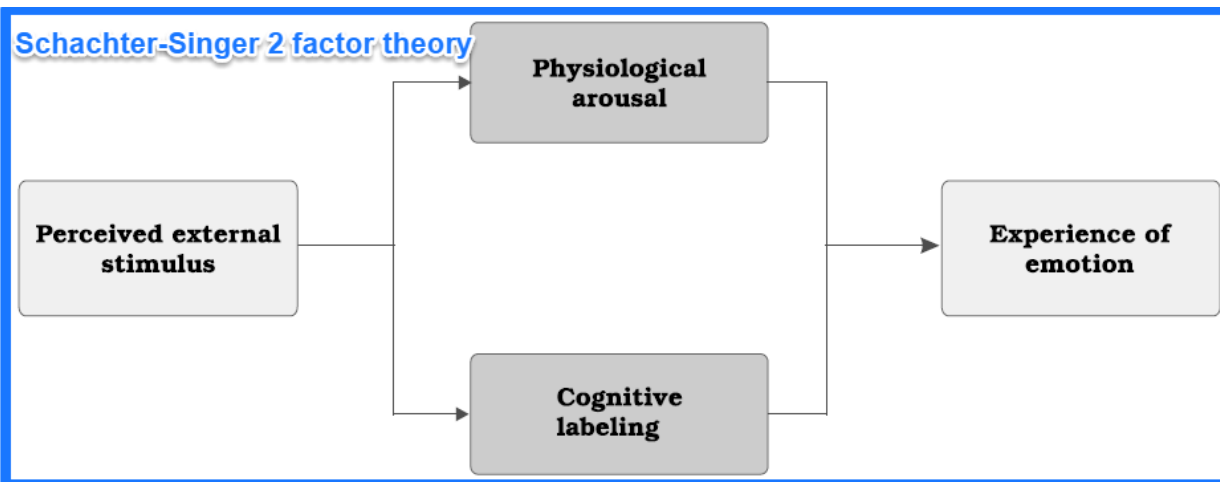 Schachter-Singer 2 factor theory
Physiological
arousal
Perceived external
stimulus
Experience of
emotion
Cognitive
labeling